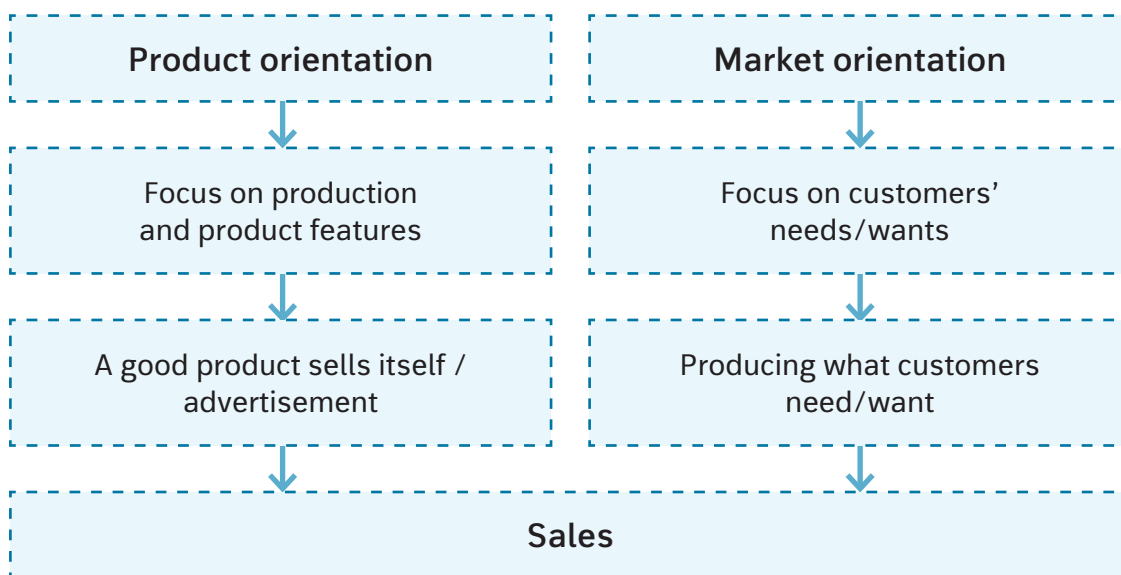 Product orientation
Focus on production
and product features
A good product sells itself /
advertisement
Market orientation
Focus on customers’
needs/wants
Producing what customers
need/want
Sales